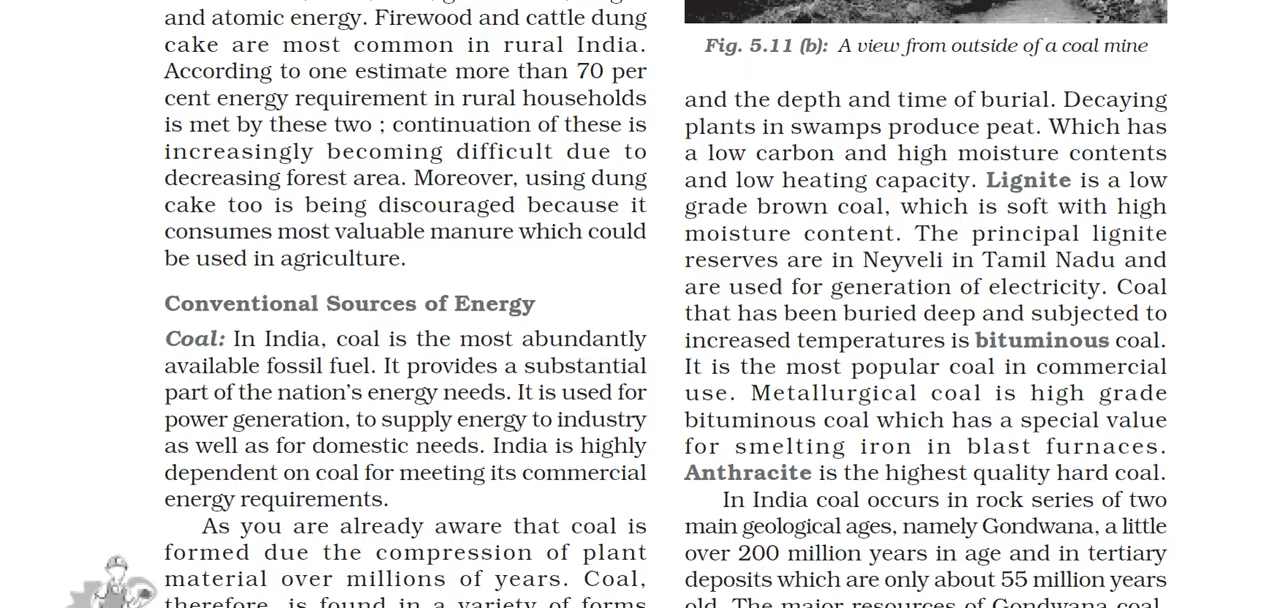 and atomic energy. Firewood and cattle dung
cake are most common in rural India.
According to one estimate more than 70 per
cent energy requirement in rural households
is met by these two ; continuation of these is
increasingly becoming difficult due to
decreasing forest area. Moreover, using dung
cake too is being discouraged because it
consumes most valuable manure which could
be used in agriculture.
Conventional Sources of Energy
Coal: In India, coal is the most abundantly
available fossil fuel. It provides a substantial
part of the nation's energy needs. It is used for
power generation, to supply energy to industry
as well as for domestic needs. India is highly
dependent on coal for meeting its commercial
energy requirements.
As you are already aware that coal is
formed due the compression of plant
material over millions of years. Coal,
therefore, is found in a variety of forms
Fig. 5.11 (b): A view from outside of a coal mine
and the depth and time of burial. Decaying
plants in swamps produce peat. Which has
a low carbon and high moisture contents
and low heating capacity. Lignite is a low
grade brown coal, which is soft with high
moisture content. The principal lignite
reserves are in Neyveli in Tamil Nadu and
are used for generation of electricity. Coal
that has been buried deep and subjected to
increased temperatures is bituminous coal.
It is the most popular coal in commercial
use. Metallurgical coal is high grade
bituminous coal which has a special value
for smelting iron in blast furnaces.
Anthracite is the highest quality hard coal.
In India coal occurs in rock series of two
main geological ages, namely Gondwana, a little
over 200 million years in age and in tertiary
deposits which are only about 55 million years
old. The major resources of Gondwana coal,